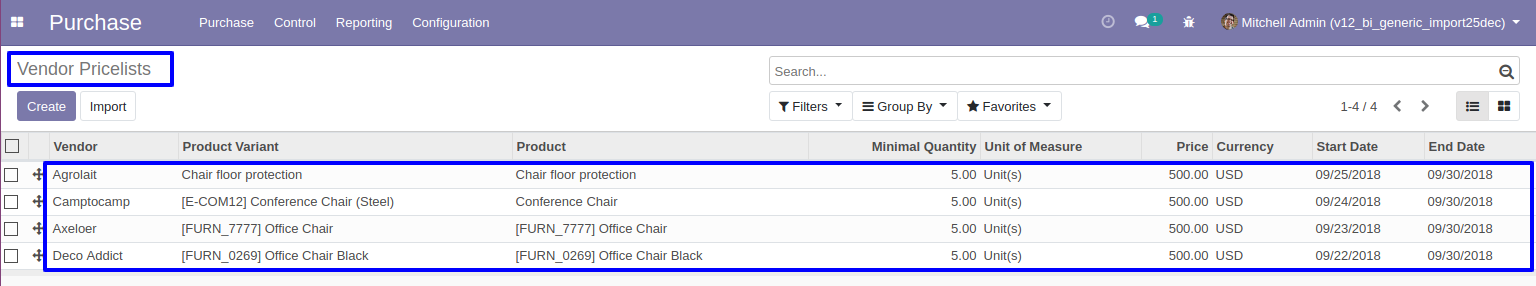 Purchase Purchase Control Reporting Configuration 1 Mitchell Admin (v12_bi_generic_import25dec)
Vendor Pricelists
Search...
Create Import Filters Group By Favorites 1-4 / 4
Vendor Product Variant Product Minimal Quantity Unit of Measure Price Currency Start Date End Date
Agrolait Chair floor protection Chair floor protection 5.00 Unit(s) 500.00 USD 09/25/2018 09/30/2018
Camptocamp [E-COM12] Conference Chair (Steel) Conference Chair 5.00 Unit(s) 500.00 USD 09/24/2018 09/30/2018
Axeloer [FURN_7777] Office Chair [FURN_7777] Office Chair 5.00 Unit(s) 500.00 USD 09/23/2018 09/30/2018
Deco Addict [FURN_0269] Office Chair Black [FURN_0269] Office Chair Black 5.00 Unit(s) 500.00 USD 09/22/2018 09/30/2018